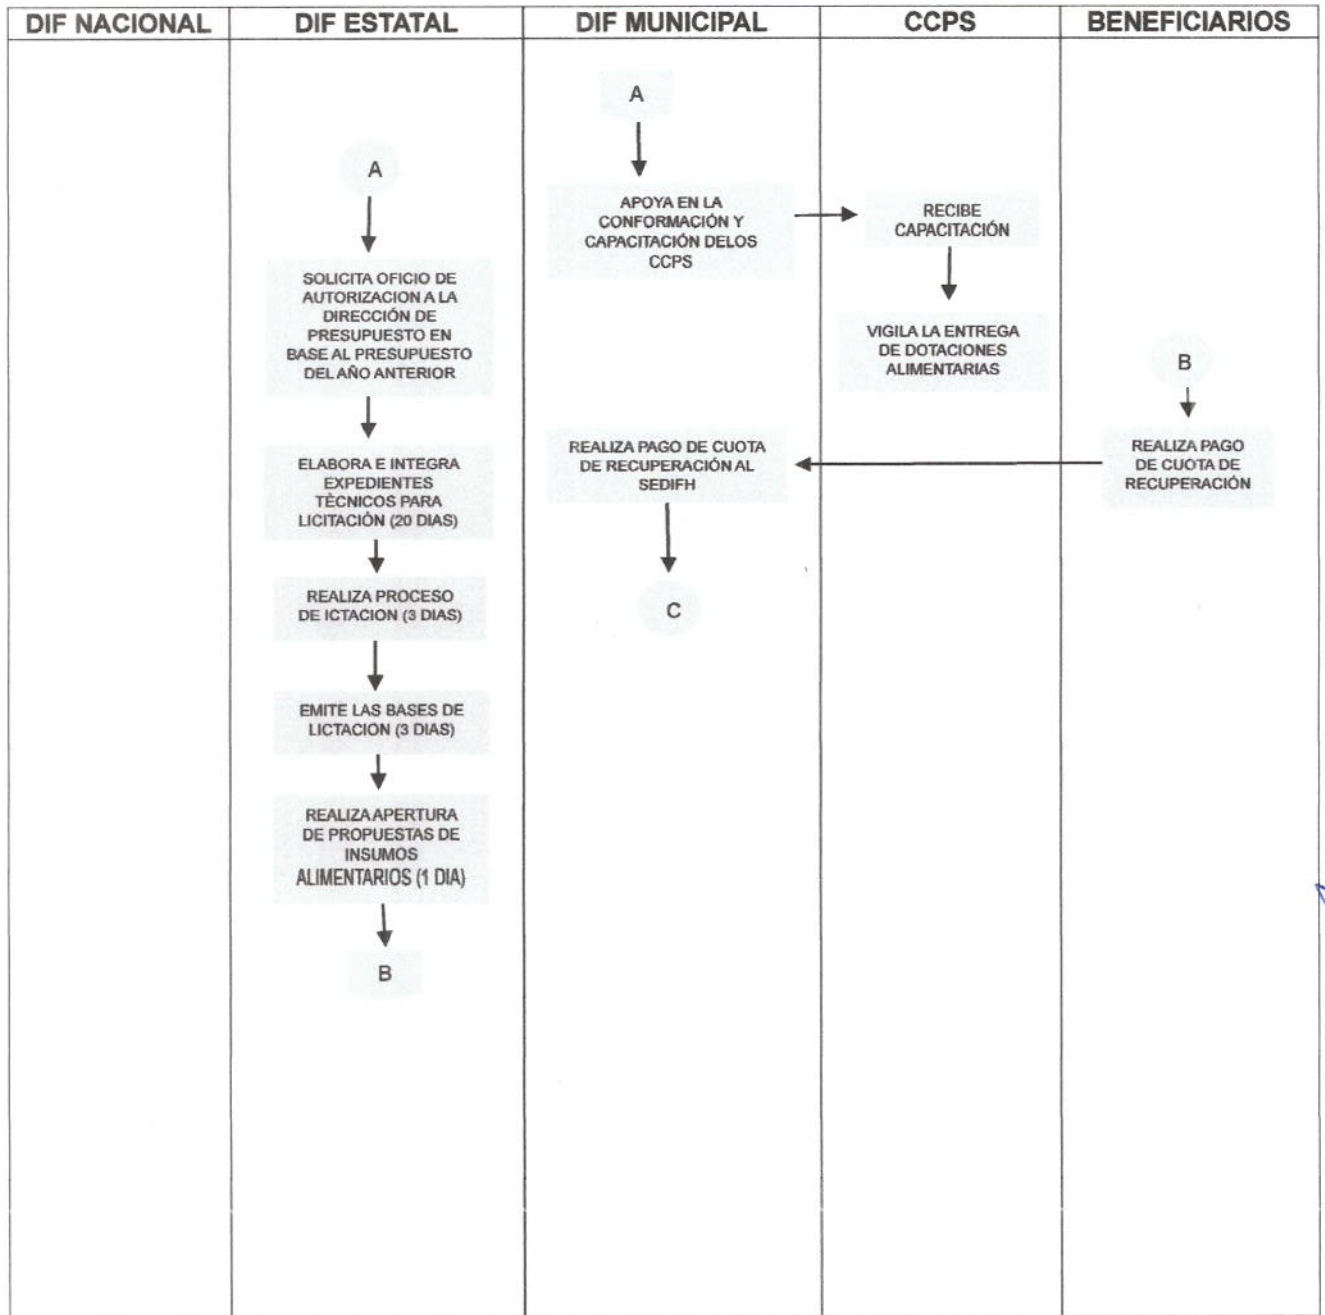 DIF NACIONAL
DIF ESTATAL
DIF MUNICIPAL
CCPS
BENEFICIARIOS
A
SOLICITA OFICIO DE
AUTORIZACION A LA
DIRECCIÓN DE
PRESUPUESTO EN
BASE AL PRESUPUESTO
DEL AÑO ANTERIOR
ELABORA E INTEGRA
EXPEDIENTES
TÈCNICOS PARA
LICITACIÓN (20 DIAS)
REALIZA PROCESO
DE ICTACION (3 DIAS)
EMITE LAS BASES DE
LICTACION (3 DIAS)
REALIZA APERTURA
DE PROPUESTAS DE
INSUMOS
ALIMENTARIOS (1 DIA)
B
A
APOYA EN LA
CONFORMACIÓN Y
CAPACITACIÓN DELOS
CCPS
REALIZA PAGO DE CUOTA
DE RECUPERACIÓN AL
SEDIFH
C
RECIBE
CAPACITACIÓN
VIGILA LA ENTREGA
DE DOTACIONES
ALIMENTARIAS
B
REALIZA PAGO
DE CUOTA DE
RECUPERACIÓN